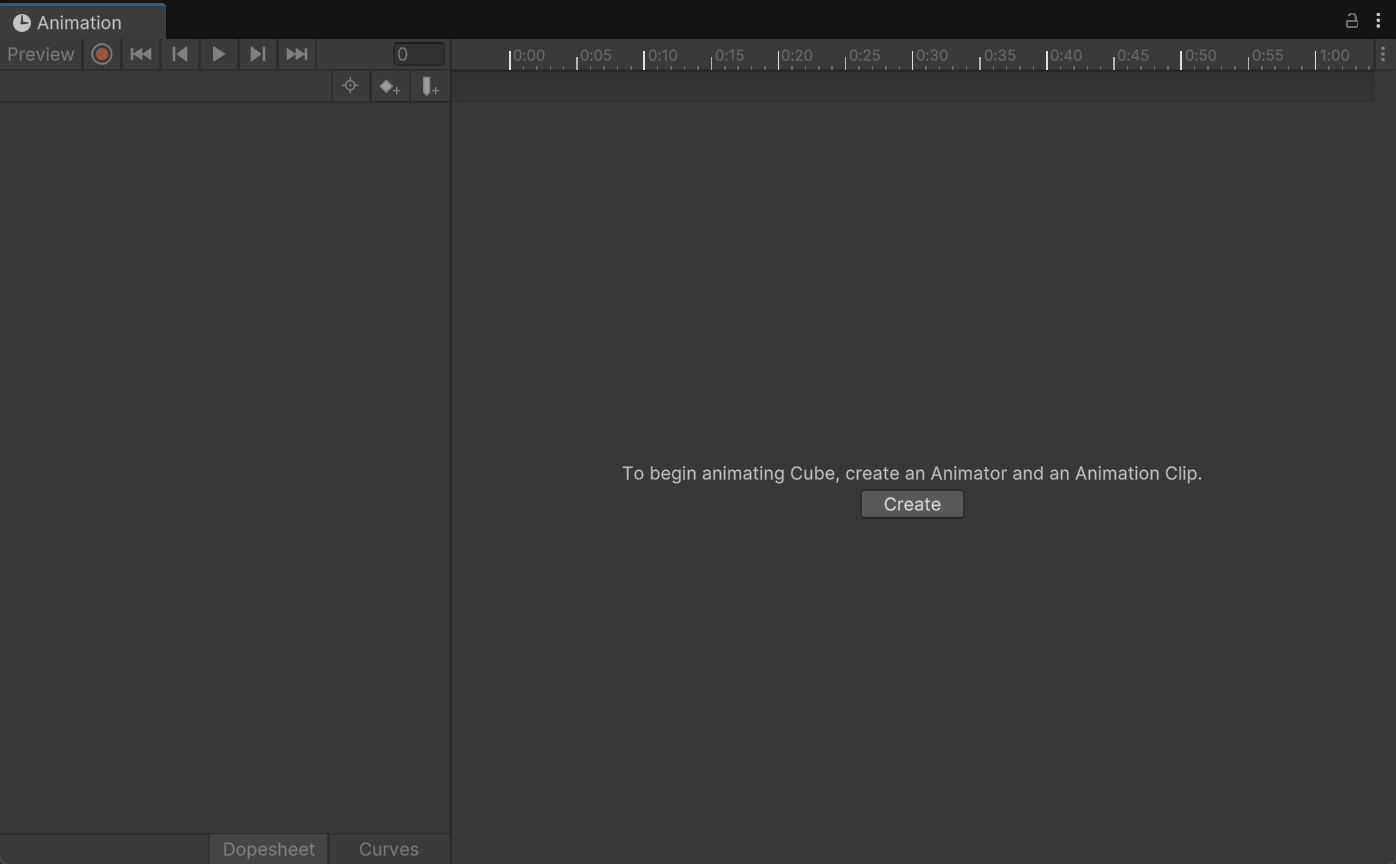 Animation
Preview 0 0:00 0:05 0:10 0:15 0:20 0:25 0:30 0:35 0:40 0:45 0:50 0:55 1:00
To begin animating Cube, create an Animator and an Animation Clip.
Create
Dopesheet Curves